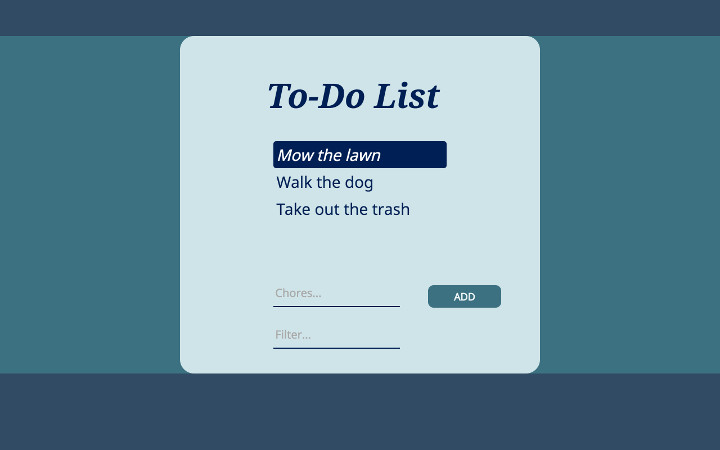 To-Do List
Mow the lawn
Walk the dog
Take out the trash
Chores...
ADD
Filter...